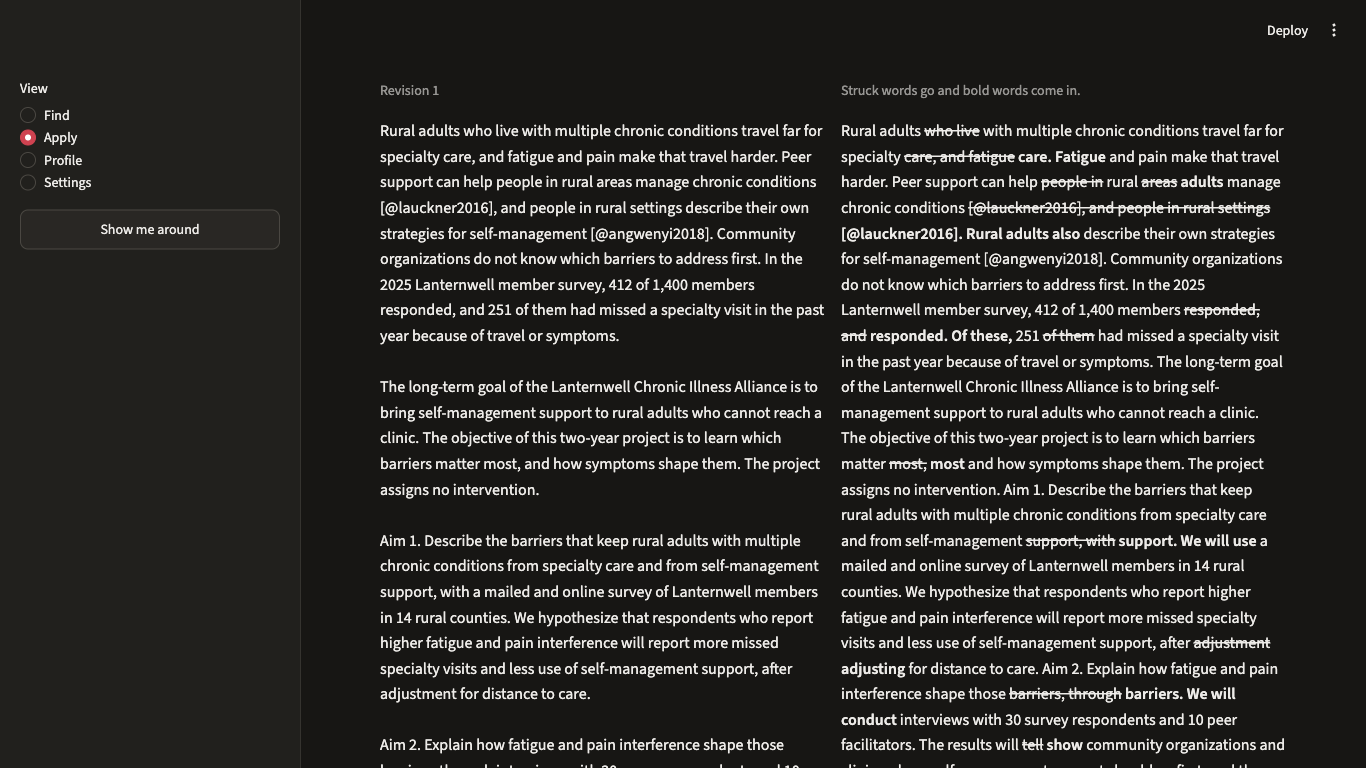 Deploy
View
Find
Apply
Profile
Settings
Show me around
Revision 1
Rural adults who live with multiple chronic conditions travel far for
specialty care, and fatigue and pain make that travel harder. Peer
support can help people in rural areas manage chronic conditions
[@lauckner2016], and people in rural settings describe their own
strategies for self-management [@angwenyi2018]. Community
organizations do not know which barriers to address first. In the
2025 Lanternwell member survey, 412 of 1,400 members
responded, and 251 of them had missed a specialty visit in the past
year because of travel or symptoms.
The long-term goal of the Lanternwell Chronic Illness Alliance is to
bring self-management support to rural adults who cannot reach a
clinic. The objective of this two-year project is to learn which
barriers matter most, and how symptoms shape them. The project
assigns no intervention.
Aim 1. Describe the barriers that keep rural adults with multiple
chronic conditions from specialty care and from self-management
support, with a mailed and online survey of Lanternwell members
in 14 rural counties. We hypothesize that respondents who report
higher fatigue and pain interference will report more missed
specialty visits and less use of self-management support, after
adjustment for distance to care.
Aim 2. Explain how fatigue and pain interference shape those
Struck words go and bold words come in.
Rural adults who live with multiple chronic conditions travel far for
specialty care, and fatigue care. Fatigue and pain make that travel
harder. Peer support can help people in rural areas adults manage
chronic conditions [@lauckner2016], and people in rural settings
[@lauckner2016]. Rural adults also describe their own strategies
for self-management [@angwenyi2018]. Community organizations
do not know which barriers to address first. In the 2025
Lanternwell member survey, 412 of 1,400 members responded,
and responded. Of these, 251 of them had missed a specialty visit
in the past year because of travel or symptoms. The long-term goal
of the Lanternwell Chronic Illness Alliance is to bring self-
management support to rural adults who cannot reach a clinic.
The objective of this two-year project is to learn which barriers
matter most, most and how symptoms shape them. The project
assigns no intervention. Aim 1. Describe the barriers that keep
rural adults with multiple chronic conditions from specialty care
and from self-management support, with support. We will use a
mailed and online survey of Lanternwell members in 14 rural
counties. We hypothesize that respondents who report higher
fatigue and pain interference will report more missed specialty
visits and less use of self-management support, after adjustment
adjusting for distance to care. Aim 2. Explain how fatigue and pain
interference shape those barriers, through barriers. We will
conduct interviews with 30 survey respondents and 10 peer
facilitators. The results will tell show community organizations and